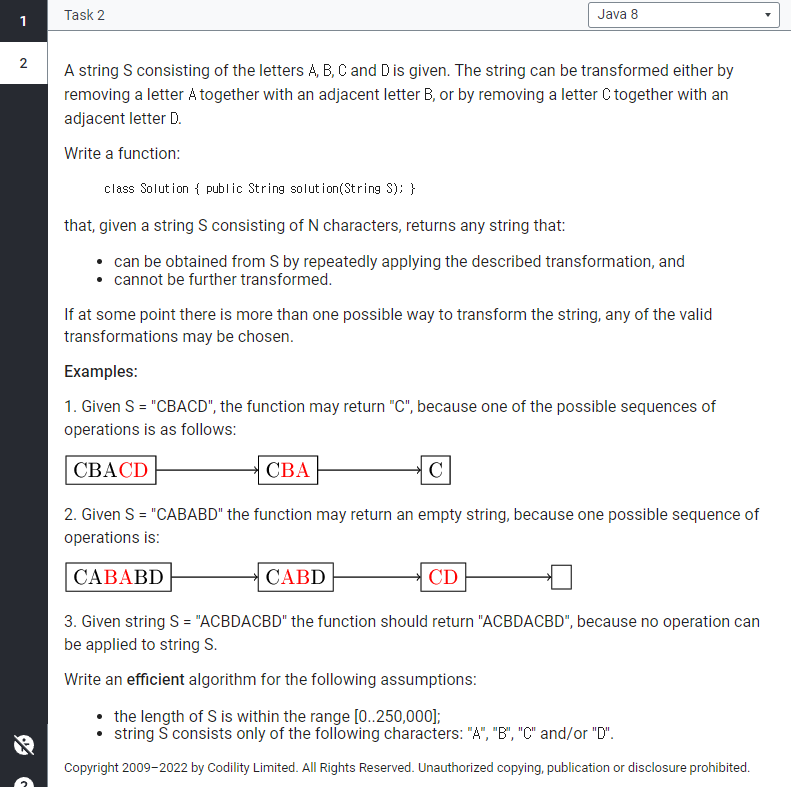 1
Task 2
Java 8
2
A string S consisting of the letters A, B, C and D is given. The string can be transformed either by
removing a letter A together with an adjacent letter B, or by removing a letter C together with an
adjacent letter D.
Write a function:
class Solution { public String solution(String S); }
that, given a string S consisting of N characters, returns any string that:
• can be obtained from S by repeatedly applying the described transformation, and
• cannot be further transformed.
If at some point there is more than one possible way to transform the string, any of the valid
transformations may be chosen.
Examples:
1. Given S = "CBACD", the function may return "C", because one of the possible sequences of
operations is as follows:
CBACD CBA C
2. Given S = "CABABD" the function may return an empty string, because one possible sequence of
operations is:
CABABD CABD CD
3. Given string S = "ACBDACBD" the function should return "ACBDACBD", because no operation can
be applied to string S.
Write an efficient algorithm for the following assumptions:
• the length of S is within the range [0..250,000];
• string S consists only of the following characters: "A", "B", "C" and/or "D".
Copyright 2009–2022 by Codility Limited. All Rights Reserved. Unauthorized copying, publication or disclosure prohibited.
?